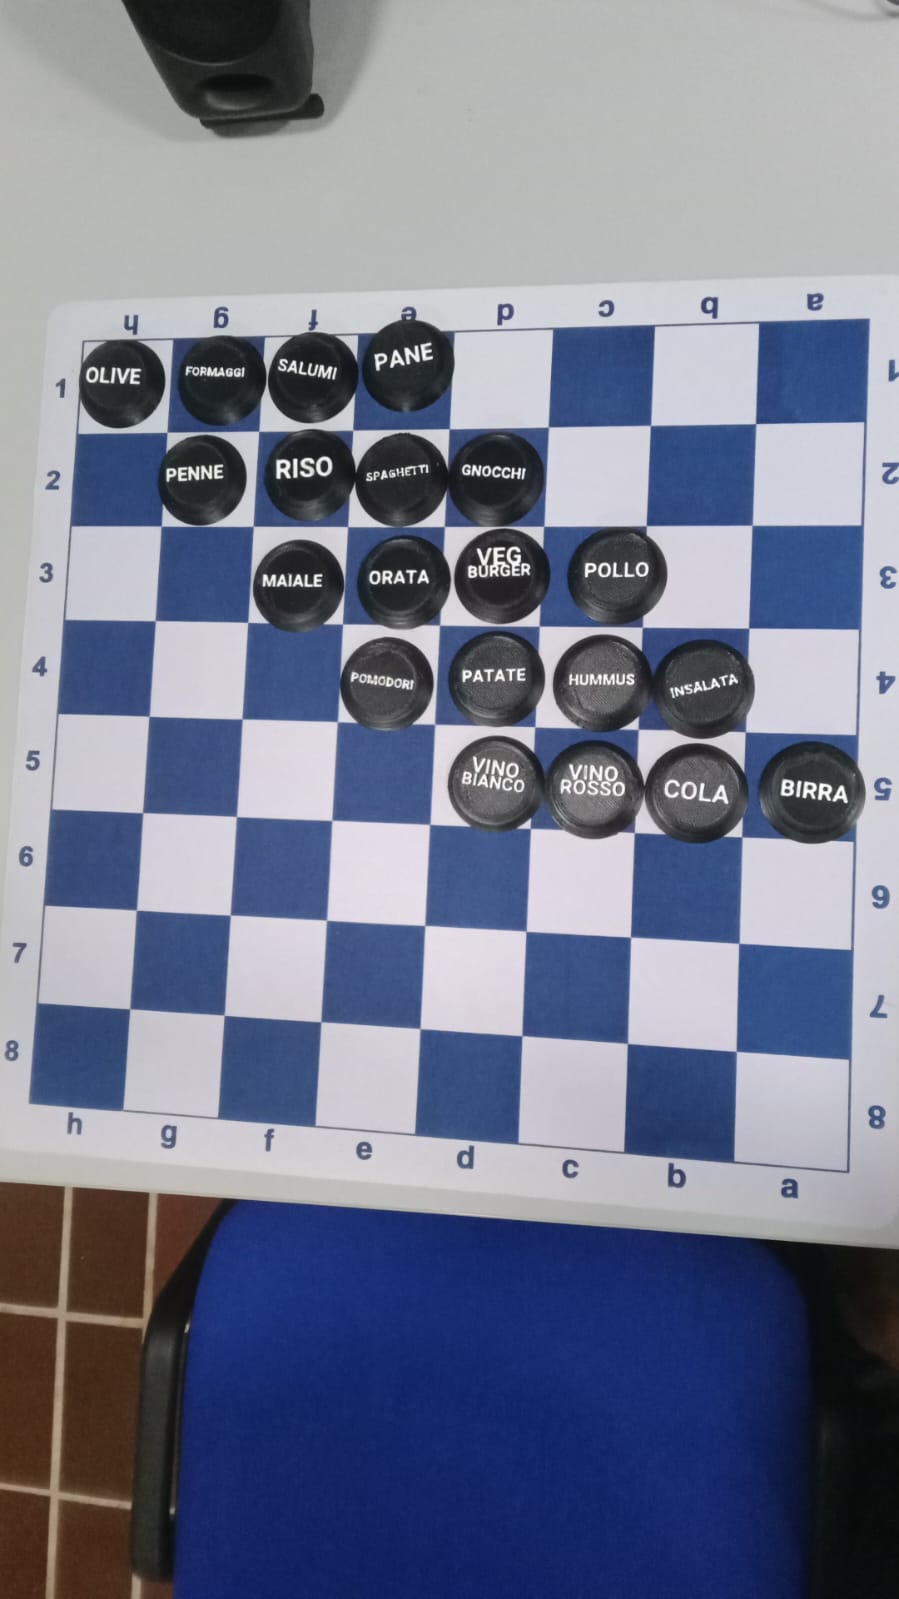 h g f e d c b a
1 OLIVE FORMAGGI SALUMI PANE 1
2 PENNE RISO SPAGHETTI GNOCCHI 2
3 MAIALE ORATA VEG BURGER POLLO 3
4 POMODORI PATATE HUMMUS INSALATA 4
5 VINO BIANCO VINO ROSSO COLA BIRRA 5
6 6
7 7
8 8
h g f e d c b a